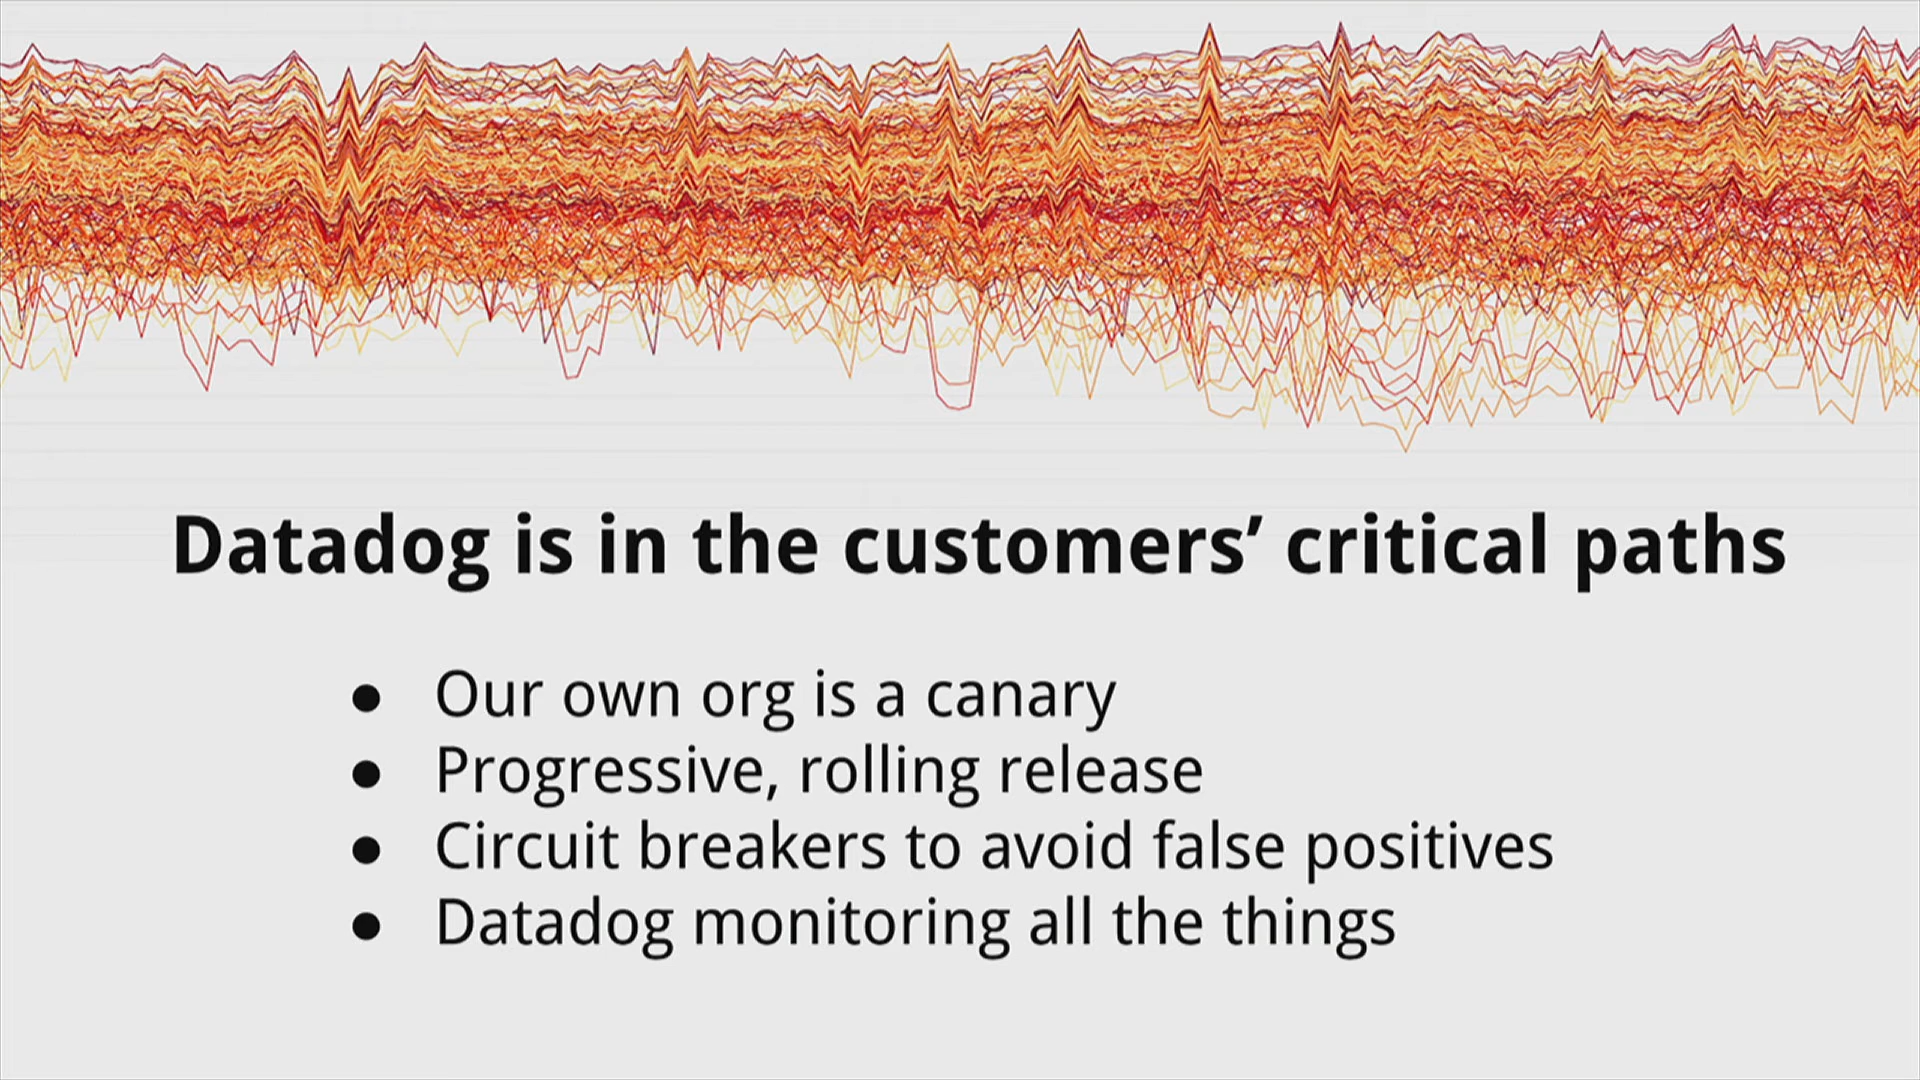 Datadog is in the customers’ critical paths
● Our own org is a canary
● Progressive, rolling release
● Circuit breakers to avoid false positives
● Datadog monitoring all the things